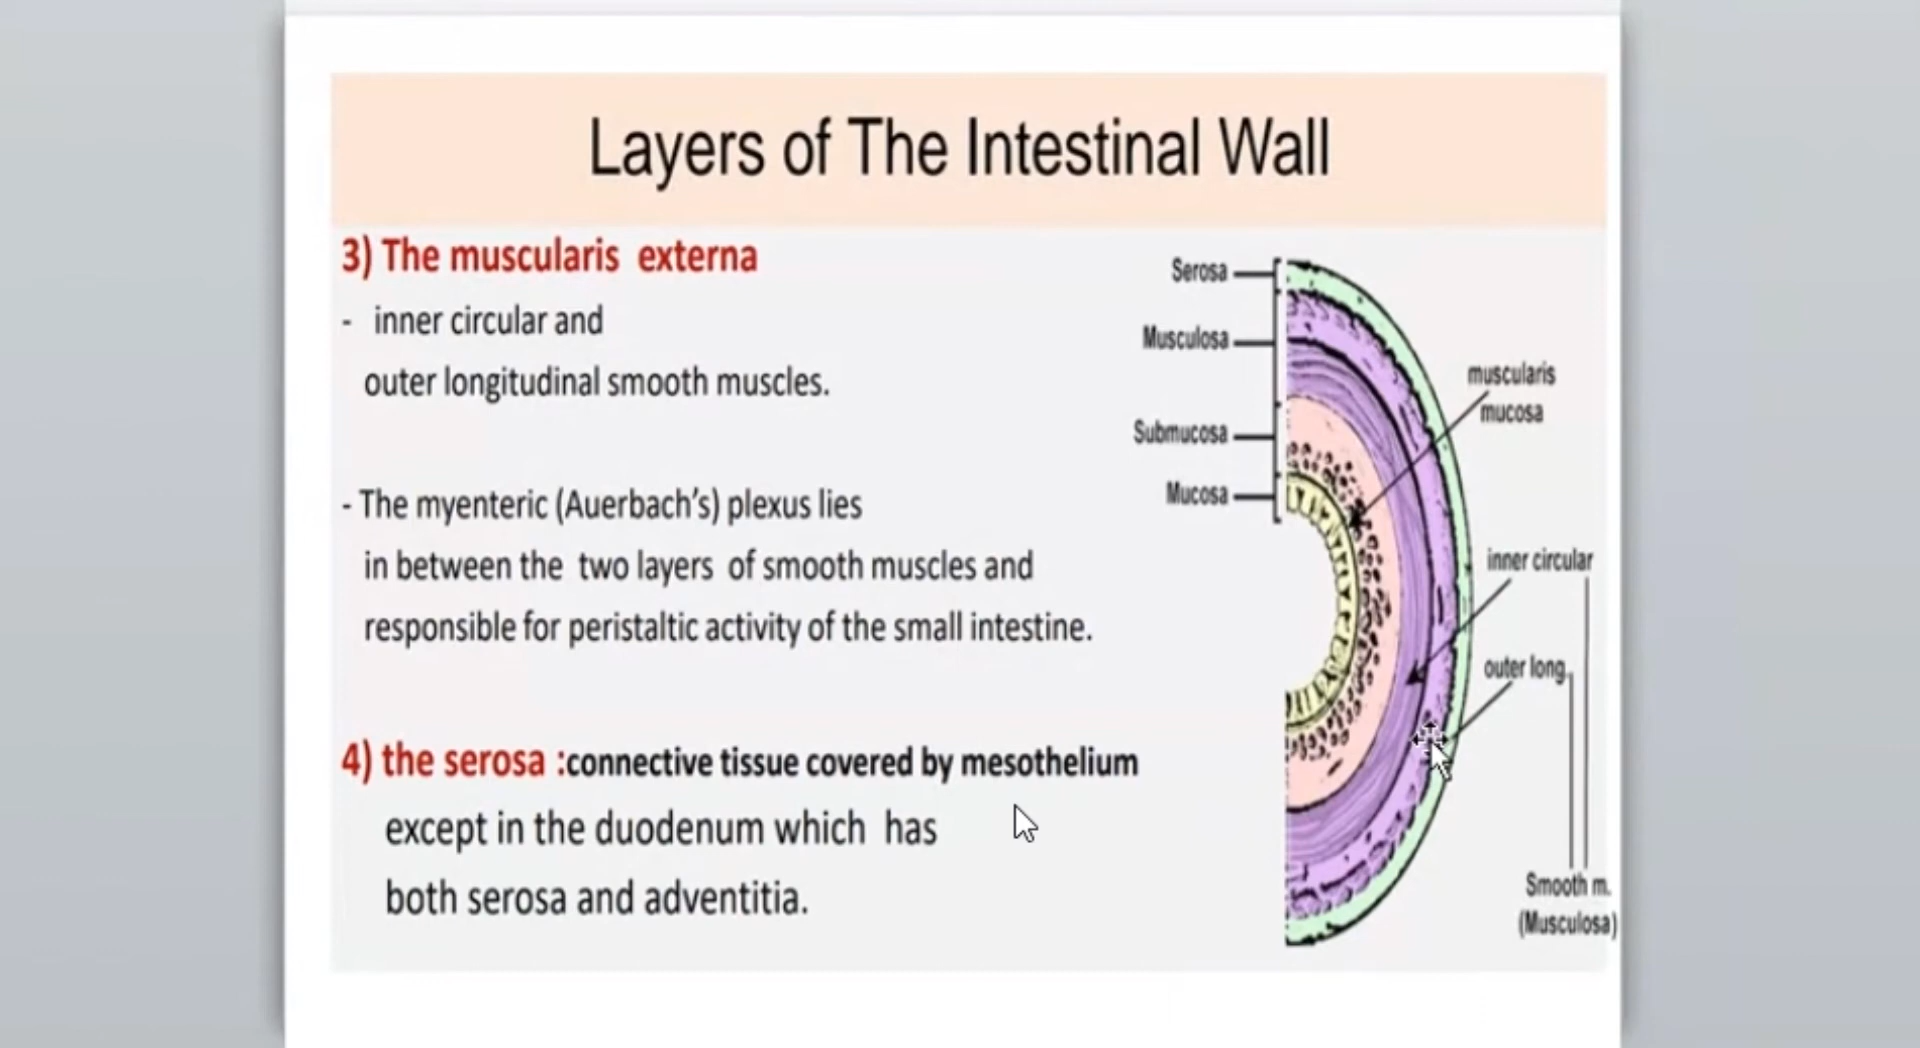 Layers of The Intestinal Wall
3) The muscularis externa
- inner circular and
outer longitudinal smooth muscles.
- The myenteric (Auerbach's) plexus lies
in between the two layers of smooth muscles and
responsible for peristaltic activity of the small intestine.
4) the serosa :connective tissue covered by mesothelium
except in the duodenum which has
both serosa and adventitia.
Serosa
Musculosa
Submucosa
Mucosa
muscularis
mucosa
inner circular
outer long.
Smooth m.
(Musculosa)